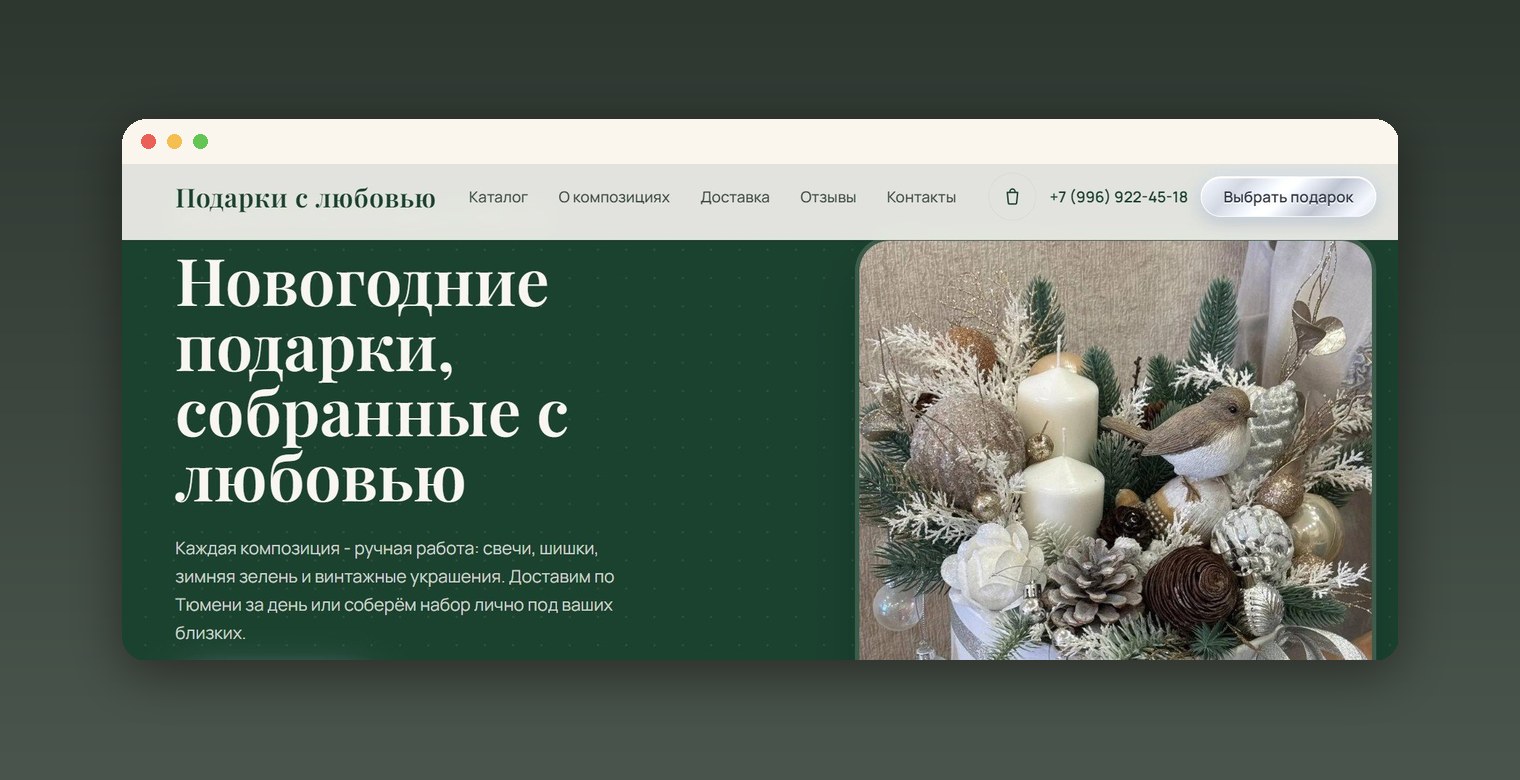 Подарки с любовью
Каталог
О композициях
Доставка
Отзывы
Контакты
+7 (996) 922-45-18
Выбрать подарок
Новогодние
подарки,
собранные с
любовью
Каждая композиция - ручная работа: свечи, шишки,
зимняя зелень и винтажные украшения. Доставим по
Тюмени за день или соберём набор лично под ваших
близких.